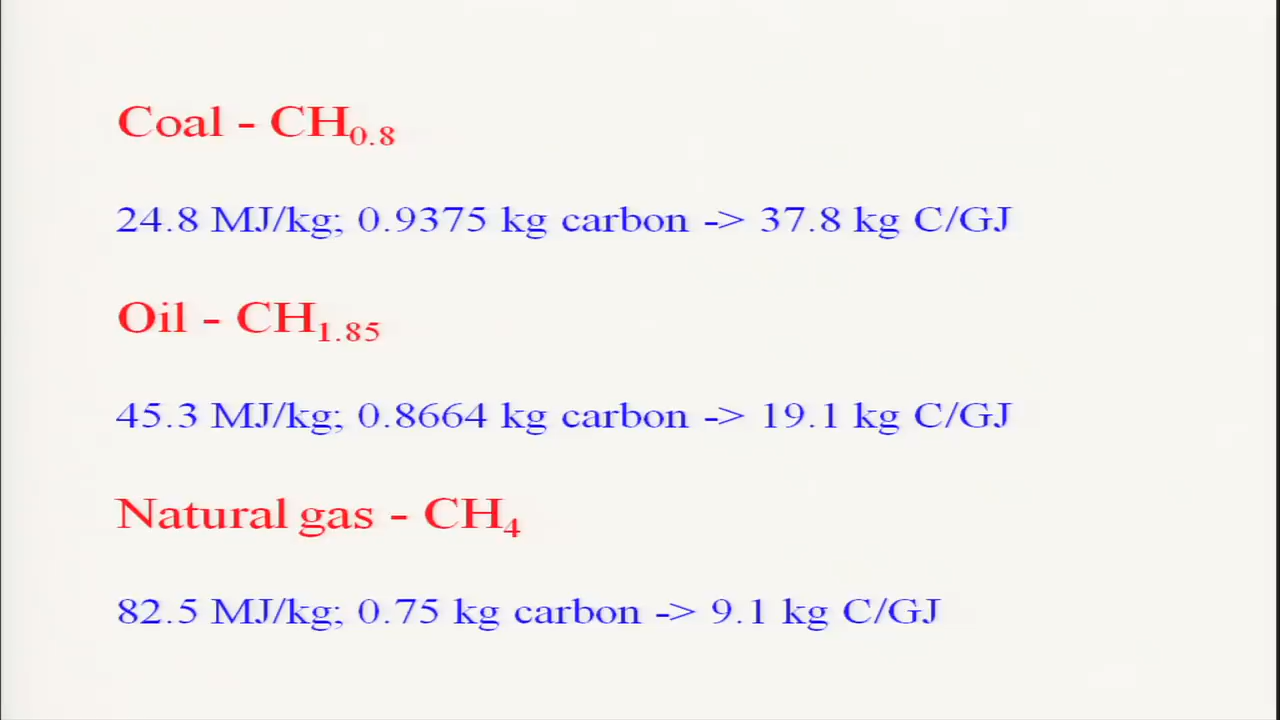 Coal - CH₀.₈
24.8 MJ/kg; 0.9375 kg carbon -> 37.8 kg C/GJ
Oil - CH₁.₈₅
45.3 MJ/kg; 0.8664 kg carbon -> 19.1 kg C/GJ
Natural gas - CH₄
82.5 MJ/kg; 0.75 kg carbon -> 9.1 kg C/GJ